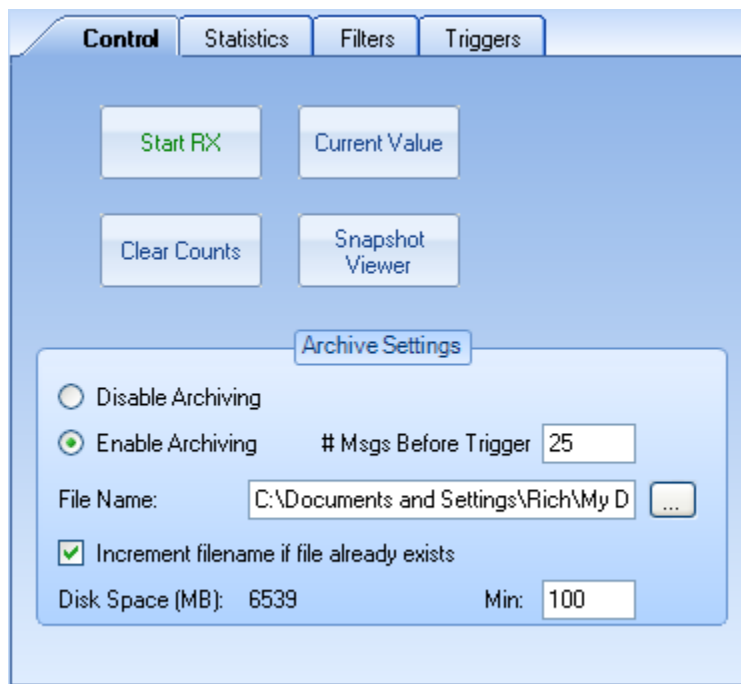 Control Statistics Filters Triggers
Start RX Current Value
Clear Counts Snapshot Viewer
Archive Settings
Disable Archiving
Enable Archiving # Msgs Before Trigger 25
File Name: C:\Documents and Settings\Rich\My D ...
Increment filename if file already exists
Disk Space (MB): 6539 Min: 100